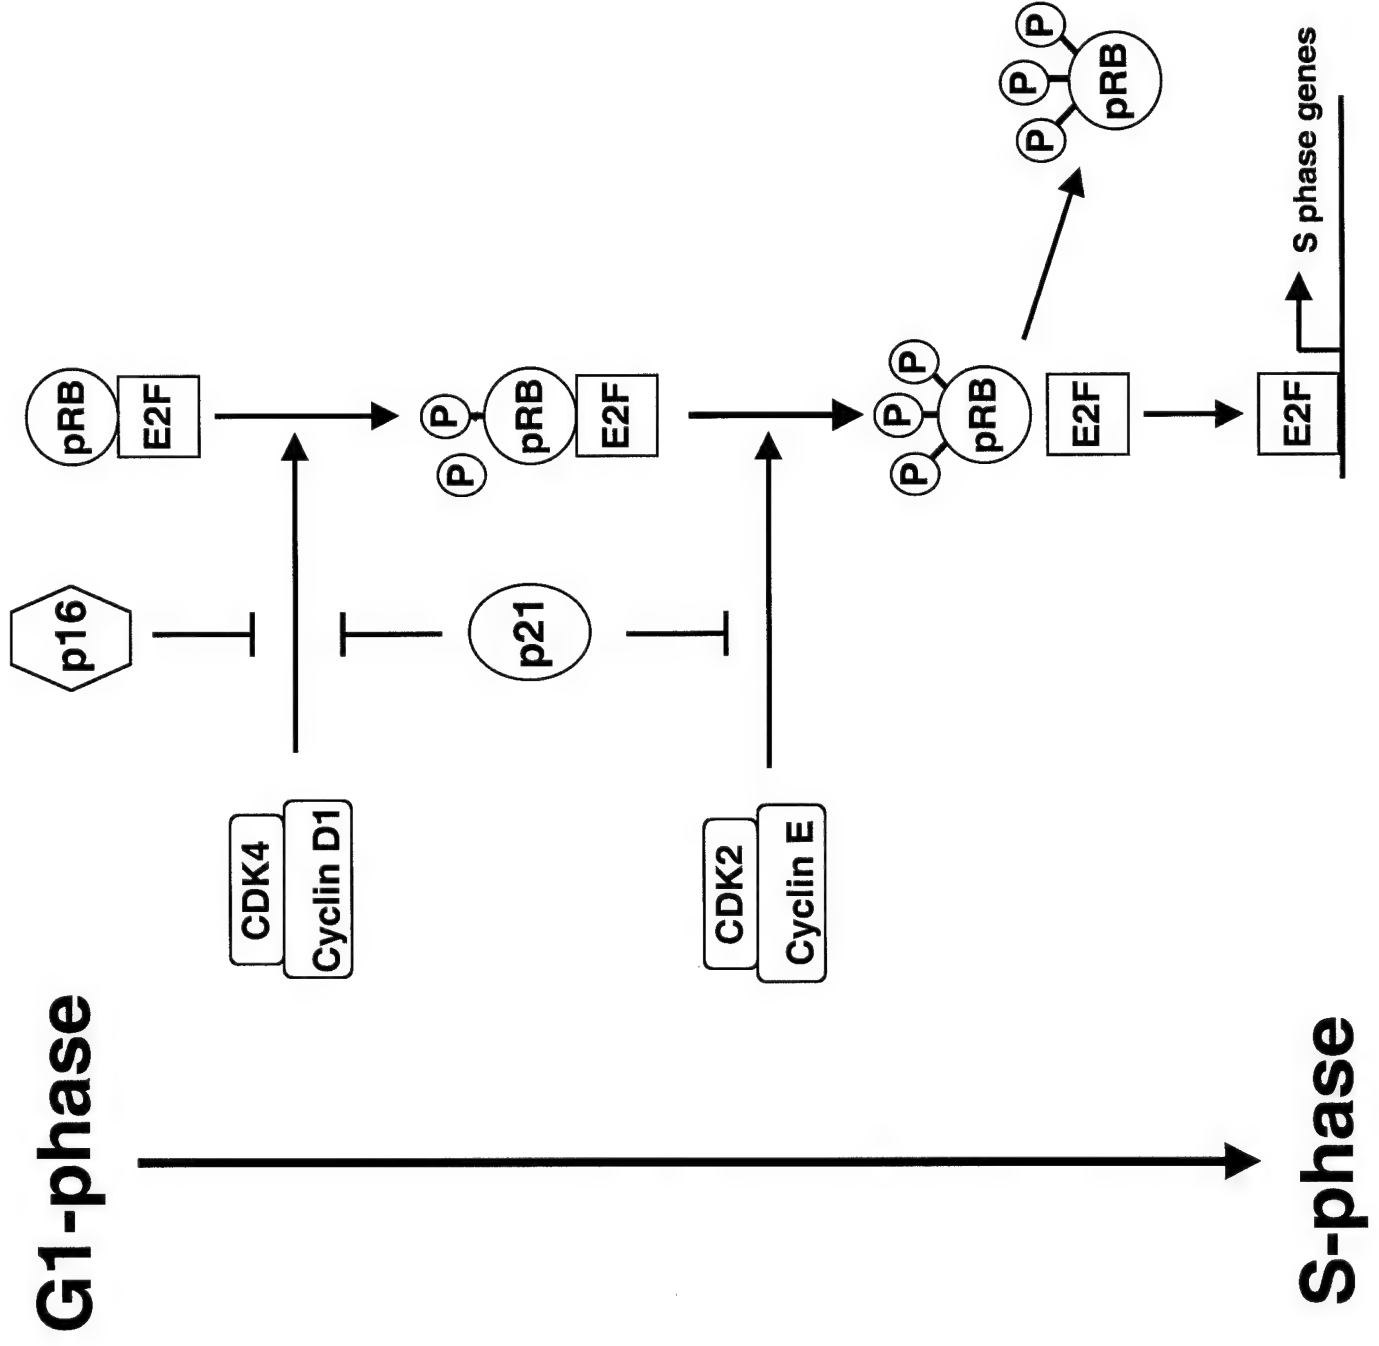 G1-phase
S-phase
CDK4
Cyclin D1
CDK2
Cyclin E
p16
p21
pRB
E2F
P
P
pRB
E2F
P
P
P
pRB
E2F
E2F
S phase genes
P
P
P
pRB